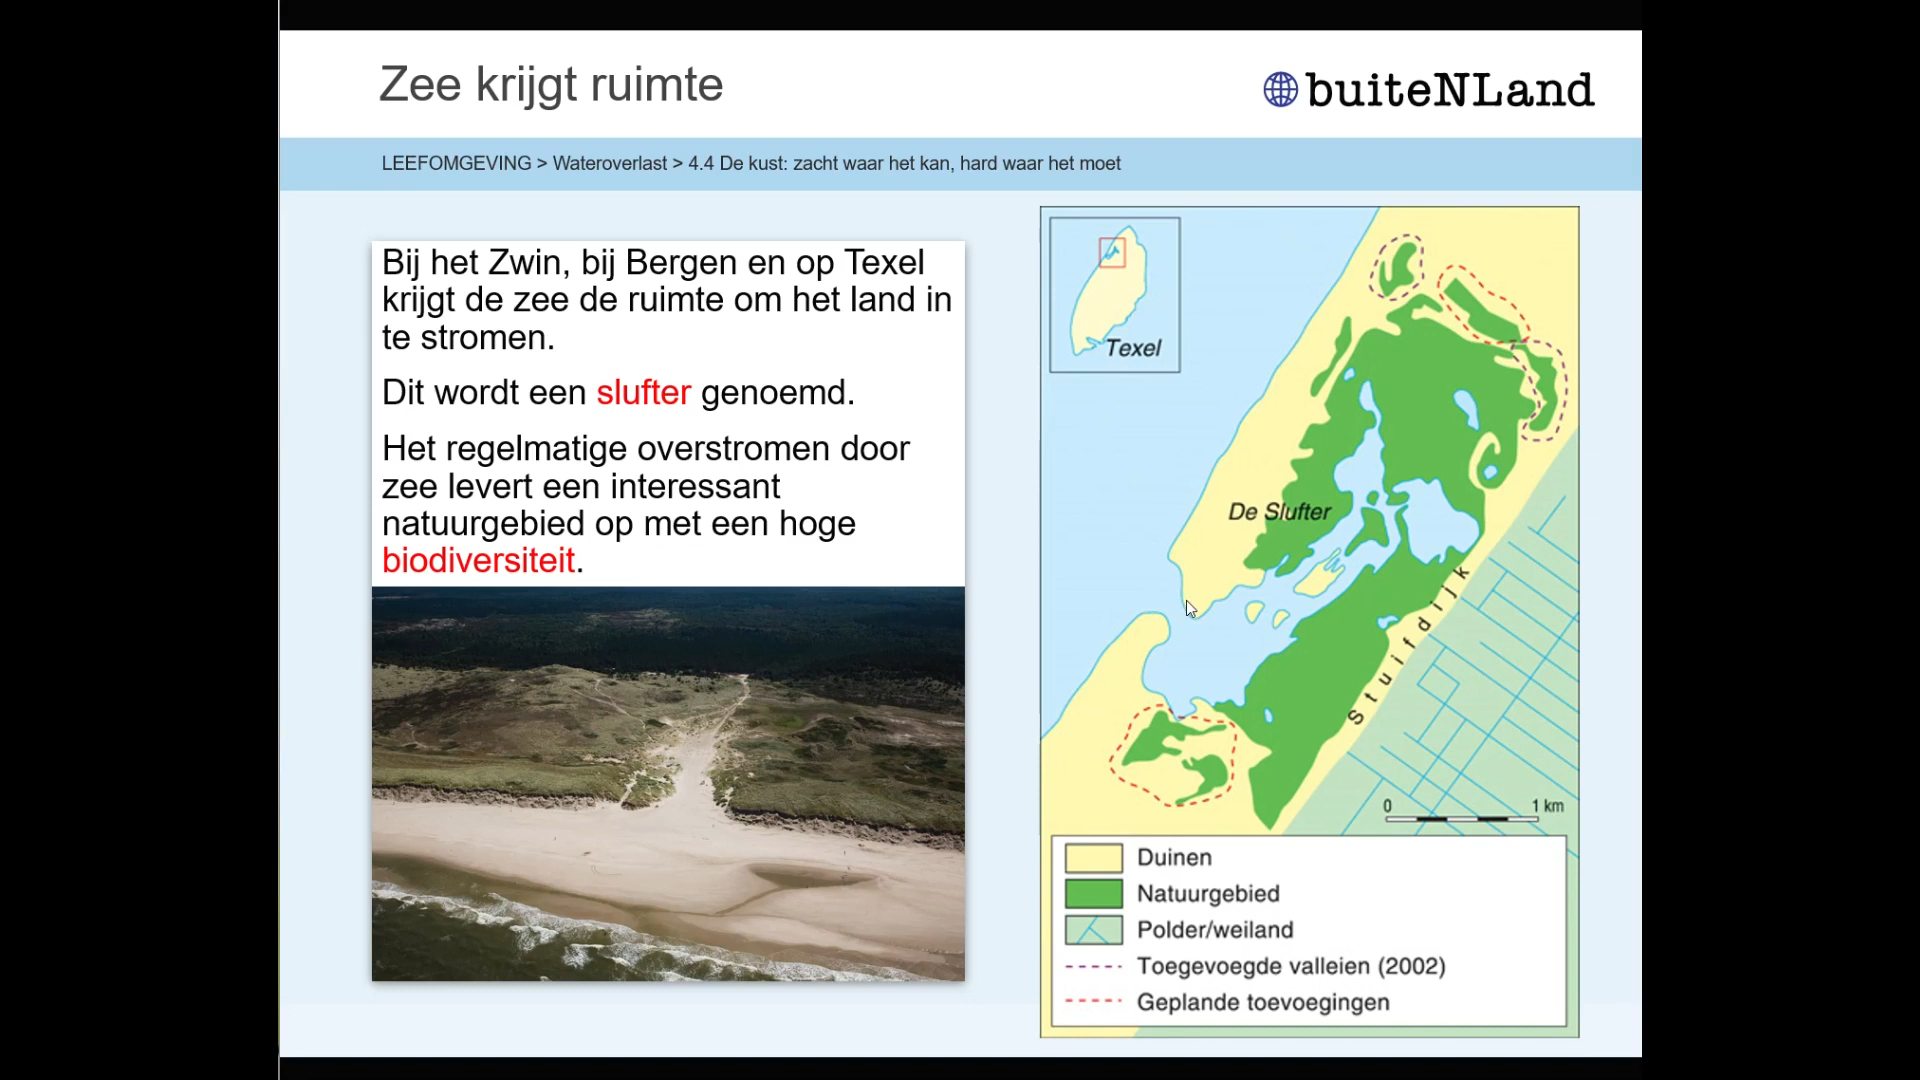 Zee krijgt ruimte
buiteNLand
LEEFOMGEVING > Wateroverlast > 4.4 De kust: zacht waar het kan, hard waar het moet
Bij het Zwin, bij Bergen en op Texel
krijgt de zee de ruimte om het land in
te stromen.
Dit wordt een slufter genoemd.
Het regelmatige overstromen door
zee levert een interessant
natuurgebied op met een hoge
biodiversiteit.
Texel
De Slufter
Stuifdijk
0 1 km
Duinen
Natuurgebied
Polder/weiland
Toegevoegde valleien (2002)
Geplande toevoegingen